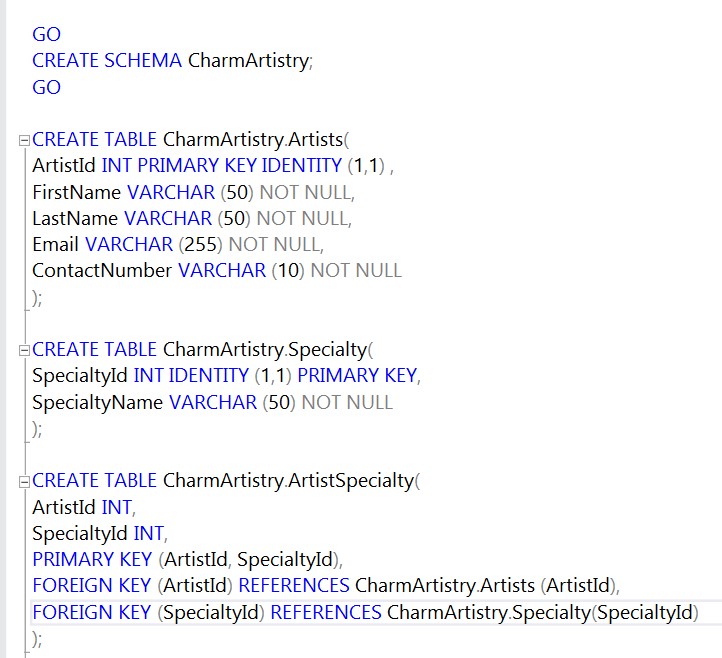 GO
CREATE SCHEMA CharmArtistry;
GO
CREATE TABLE CharmArtistry.Artists(
ArtistId INT PRIMARY KEY IDENTITY (1,1) ,
FirstName VARCHAR (50) NOT NULL,
LastName VARCHAR (50) NOT NULL,
Email VARCHAR (255) NOT NULL,
ContactNumber VARCHAR (10) NOT NULL
);
CREATE TABLE CharmArtistry.Specialty(
SpecialtyId INT IDENTITY (1,1) PRIMARY KEY,
SpecialtyName VARCHAR (50) NOT NULL
);
CREATE TABLE CharmArtistry.ArtistSpecialty(
ArtistId INT,
SpecialtyId INT,
PRIMARY KEY (ArtistId, SpecialtyId),
FOREIGN KEY (ArtistId) REFERENCES CharmArtistry.Artists (ArtistId),
FOREIGN KEY (SpecialtyId) REFERENCES CharmArtistry.Specialty(SpecialtyId)
);